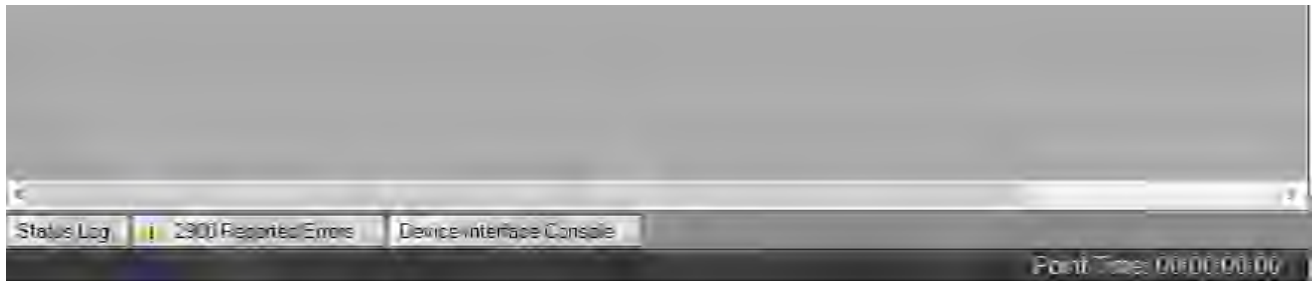 Status Log
2900 Reported Errors
Device Interface Console
Point Time: 00:00:00:00